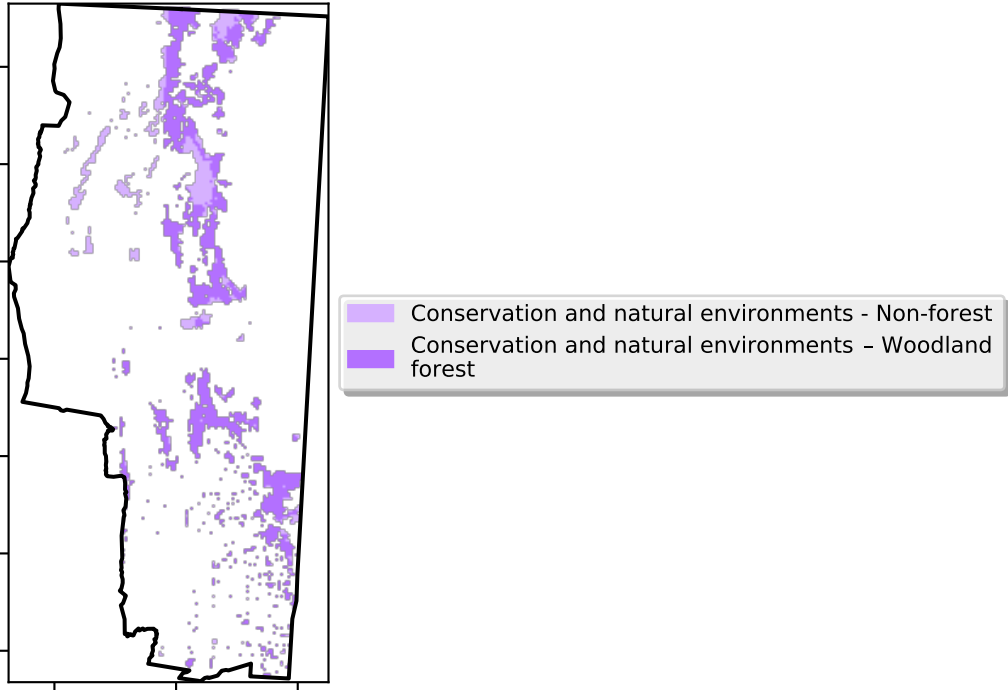 Conservation and natural environments - Non-forest
Conservation and natural environments – Woodland
forest